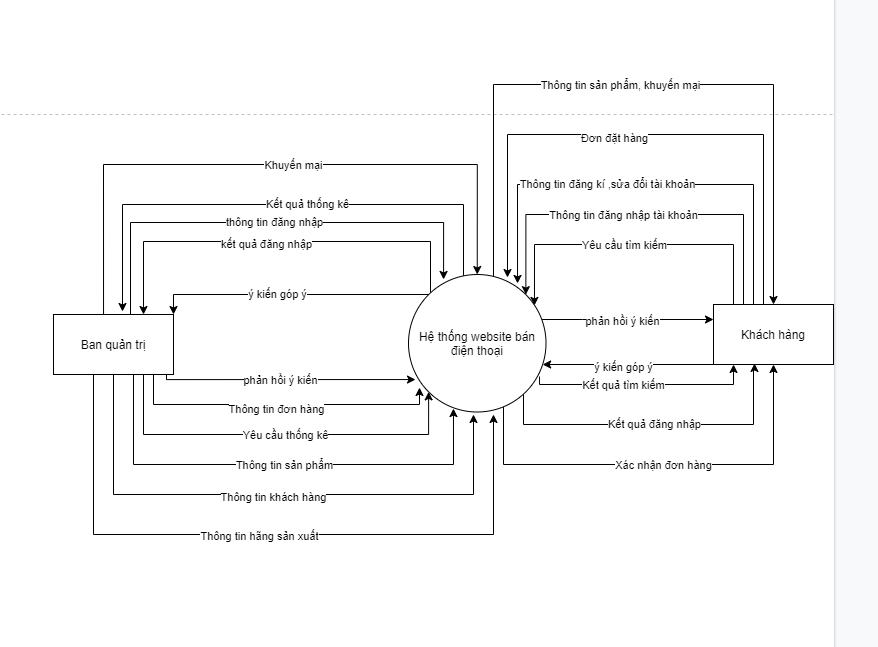 Thông tin sản phẩm, khuyến mại
Đơn đặt hàng
Khuyến mại
Thông tin đăng kí ,sửa đổi tài khoản
Kết quả thống kê
Thông tin đăng nhập tài khoản
thông tin đăng nhập
kết quả đăng nhập
Yêu cầu tìm kiếm
ý kiến góp ý
phản hồi ý kiến
Ban quản trị
Hệ thống website bán
điện thoại
Khách hàng
ý kiến góp ý
phản hồi ý kiến
Kết quả tìm kiếm
Thông tin đơn hàng
Kết quả đăng nhập
Yêu cầu thống kê
Thông tin sản phẩm
Xác nhận đơn hàng
Thông tin khách hàng
Thông tin hãng sản xuất